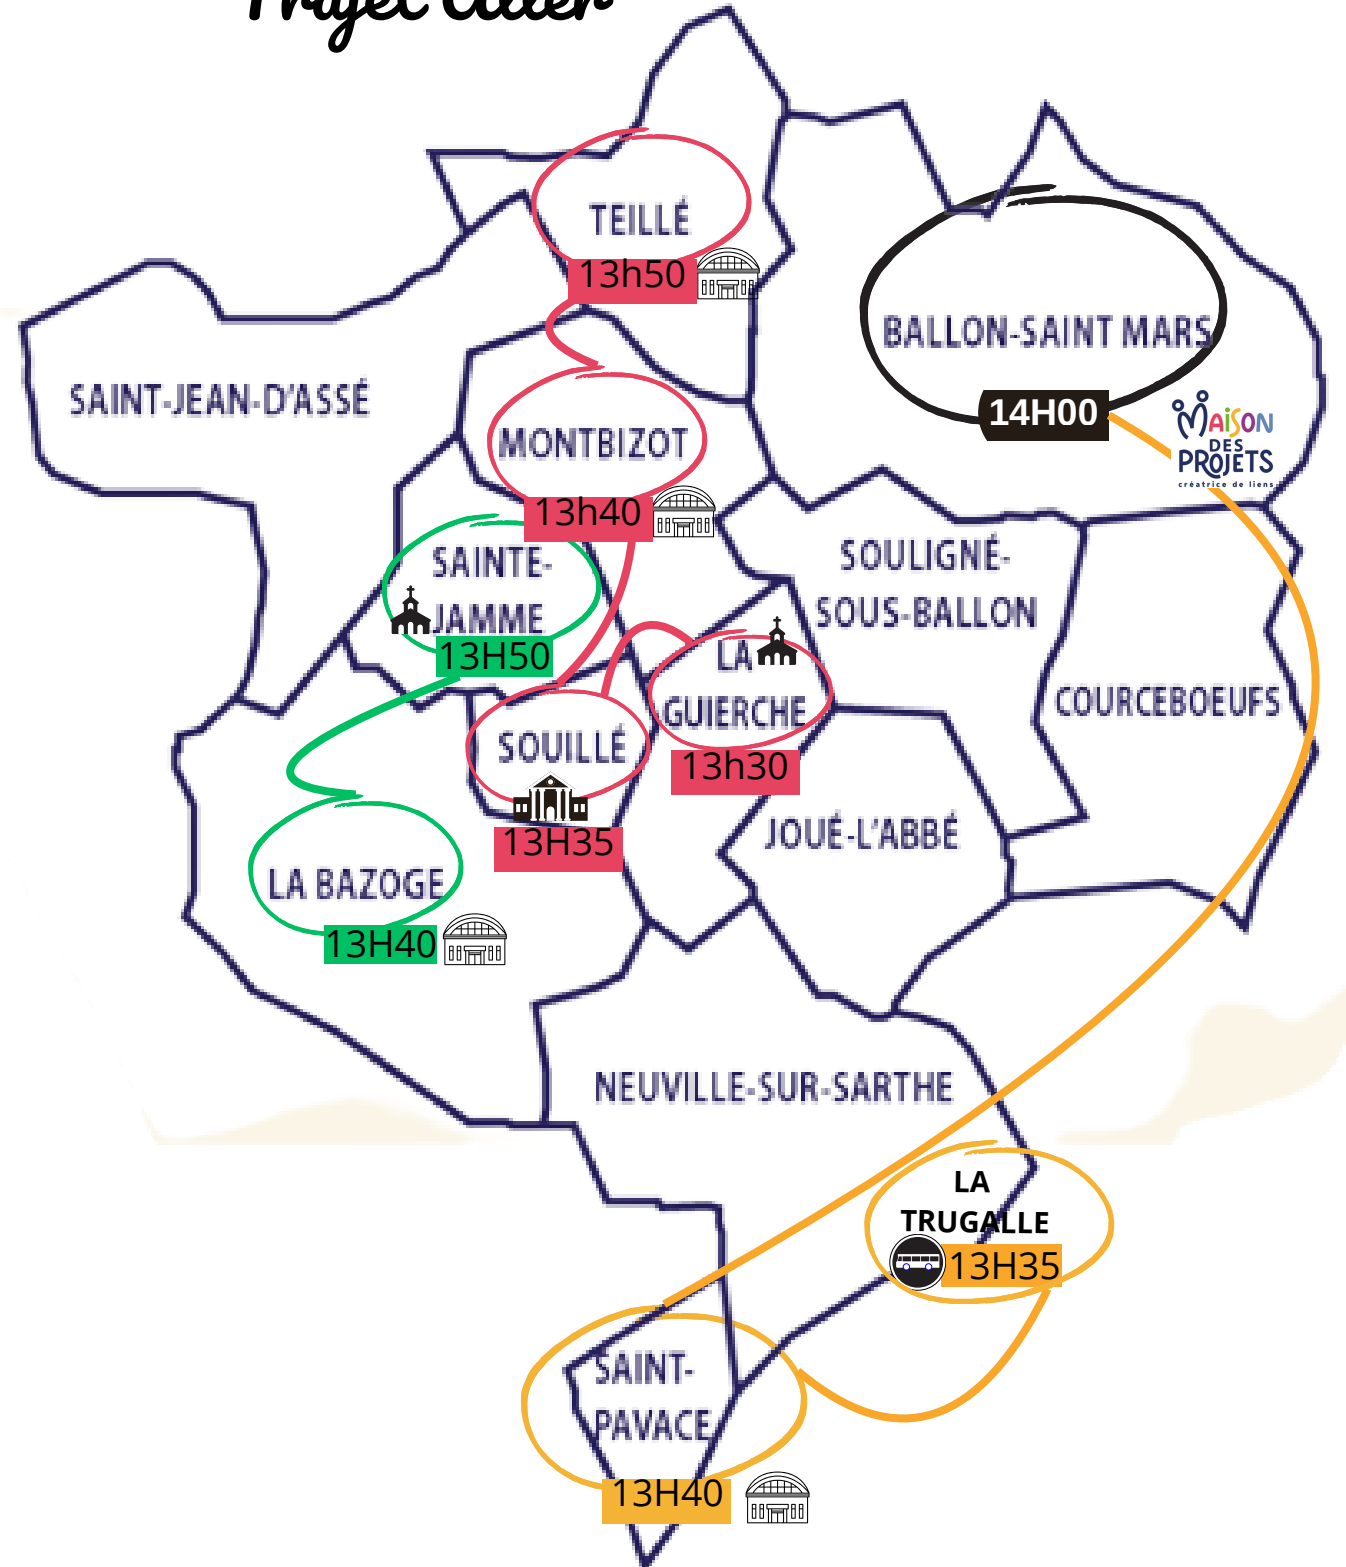 Trajet Aller
TEILLÉ
13h50
BALLON-SAINT MARS
14H00
MAISON
DES
PROJETS
créatrice de liens
SAINT-JEAN-D'ASSÉ
MONTBIZOT
13h40
SAINTE-
JAMME
13H50
SOULIGNÉ-
SOUS-BALLON
LA
GUIERCHE
13h30
COURCEBOEUFS
SOUILLÉ
13H35
JOUÉ-L'ABBÉ
LA BAZOGE
13H40
NEUVILLE-SUR-SARTHE
LA
TRUGALLE
13H35
SAINT-
PAVACE
13H40